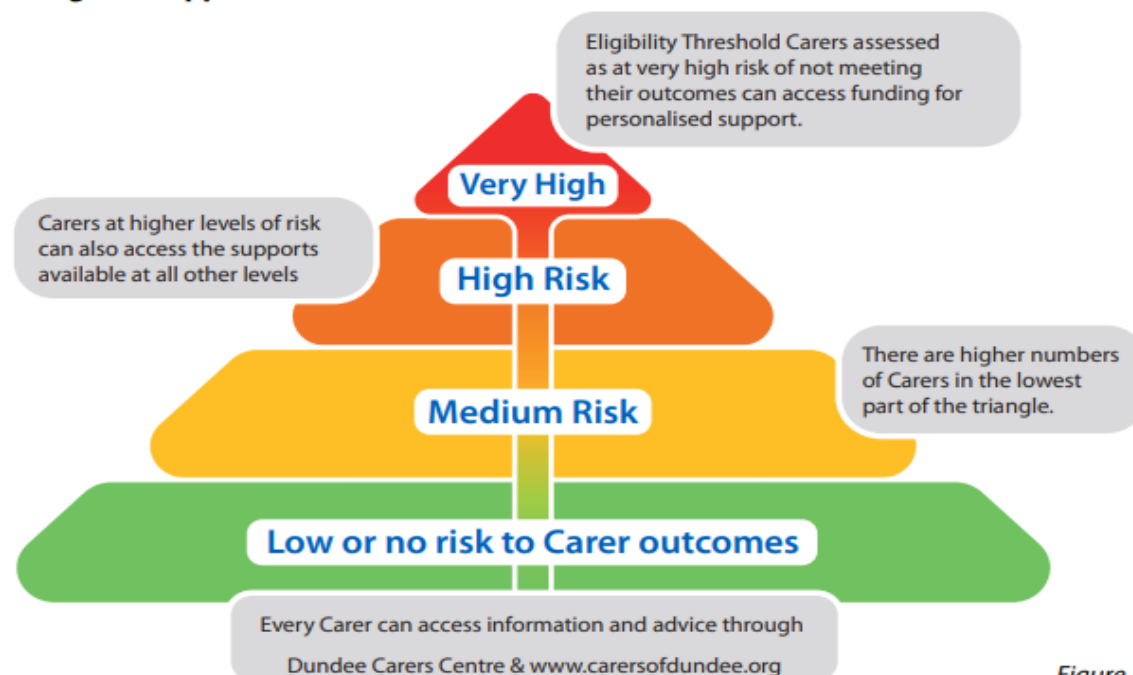 Eligibility Threshold Carers assessed
as at very high risk of not meeting
their outcomes can access funding for
personalised support.
Very High
Carers at higher levels of risk
can also access the supports
available at all other levels
High Risk
There are higher numbers
of Carers in the lowest
part of the triangle.
Medium Risk
Low or no risk to Carer outcomes
Every Carer can access information and advice through
Dundee Carers Centre & www.carersofdundee.org
Figure